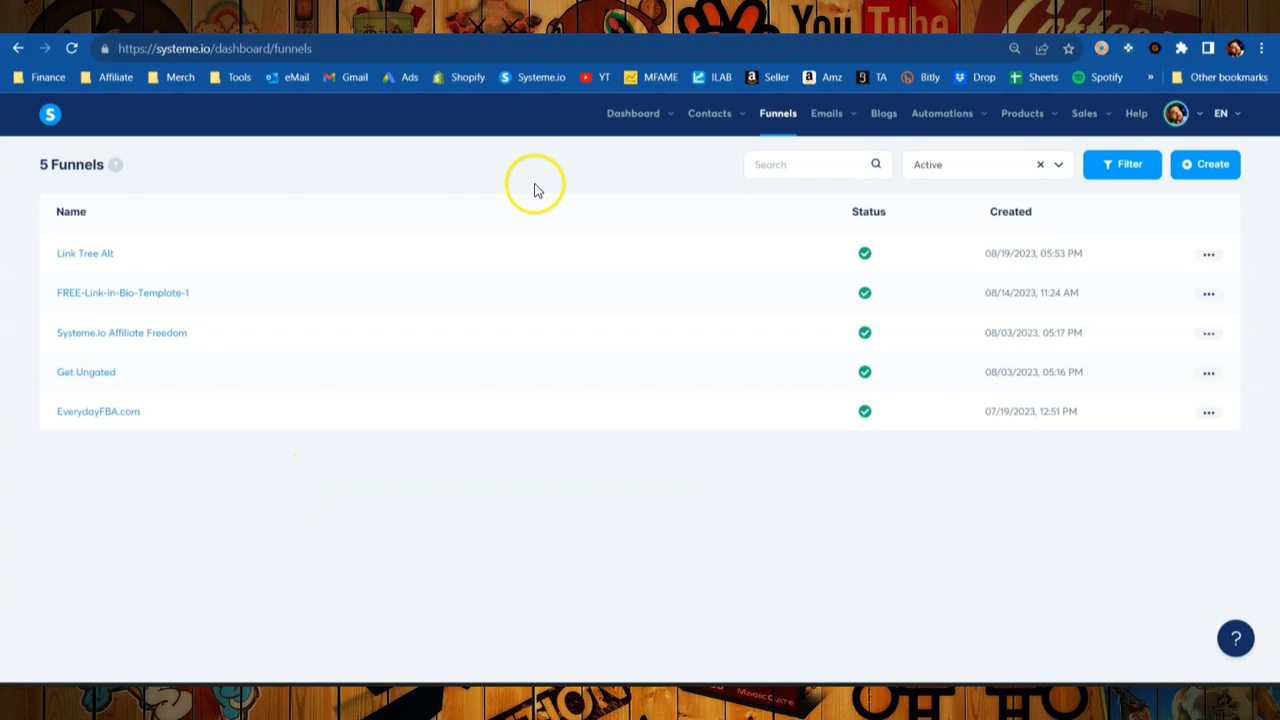 You Tube
https://systeme.io/dashboard/funnels
Finance Affiliate Merch Tools eMail Gmail Ads Shopify Systeme.io YT MFAME ILAB Seller Amz TA Bitly Drop Sheets Spotify » Other bookmarks
S Dashboard Contacts Funnels Emails Blogs Automations Products Sales Help EN
5 Funnels ? Search Active Filter Create
Name Status Created
Link Tree Alt 08/19/2023, 05:53 PM
FREE-Link-in-Bio-Template-1 08/14/2023, 11:24 AM
Systeme.io Affiliate Freedom 08/03/2023, 05:17 PM
Get Ungated 08/03/2023, 05:16 PM
EverydayFBA.com 07/19/2023, 12:51 PM
?